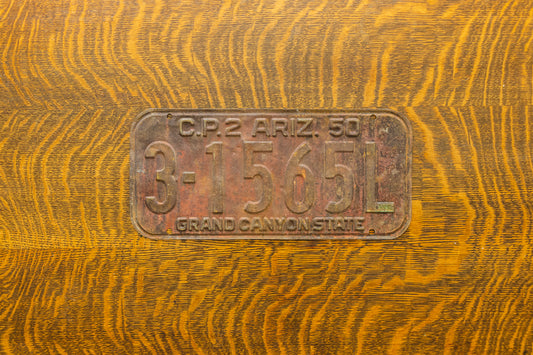 C.P.2 ARIZ. 50
3-1565L
GRAND CANYON STATE